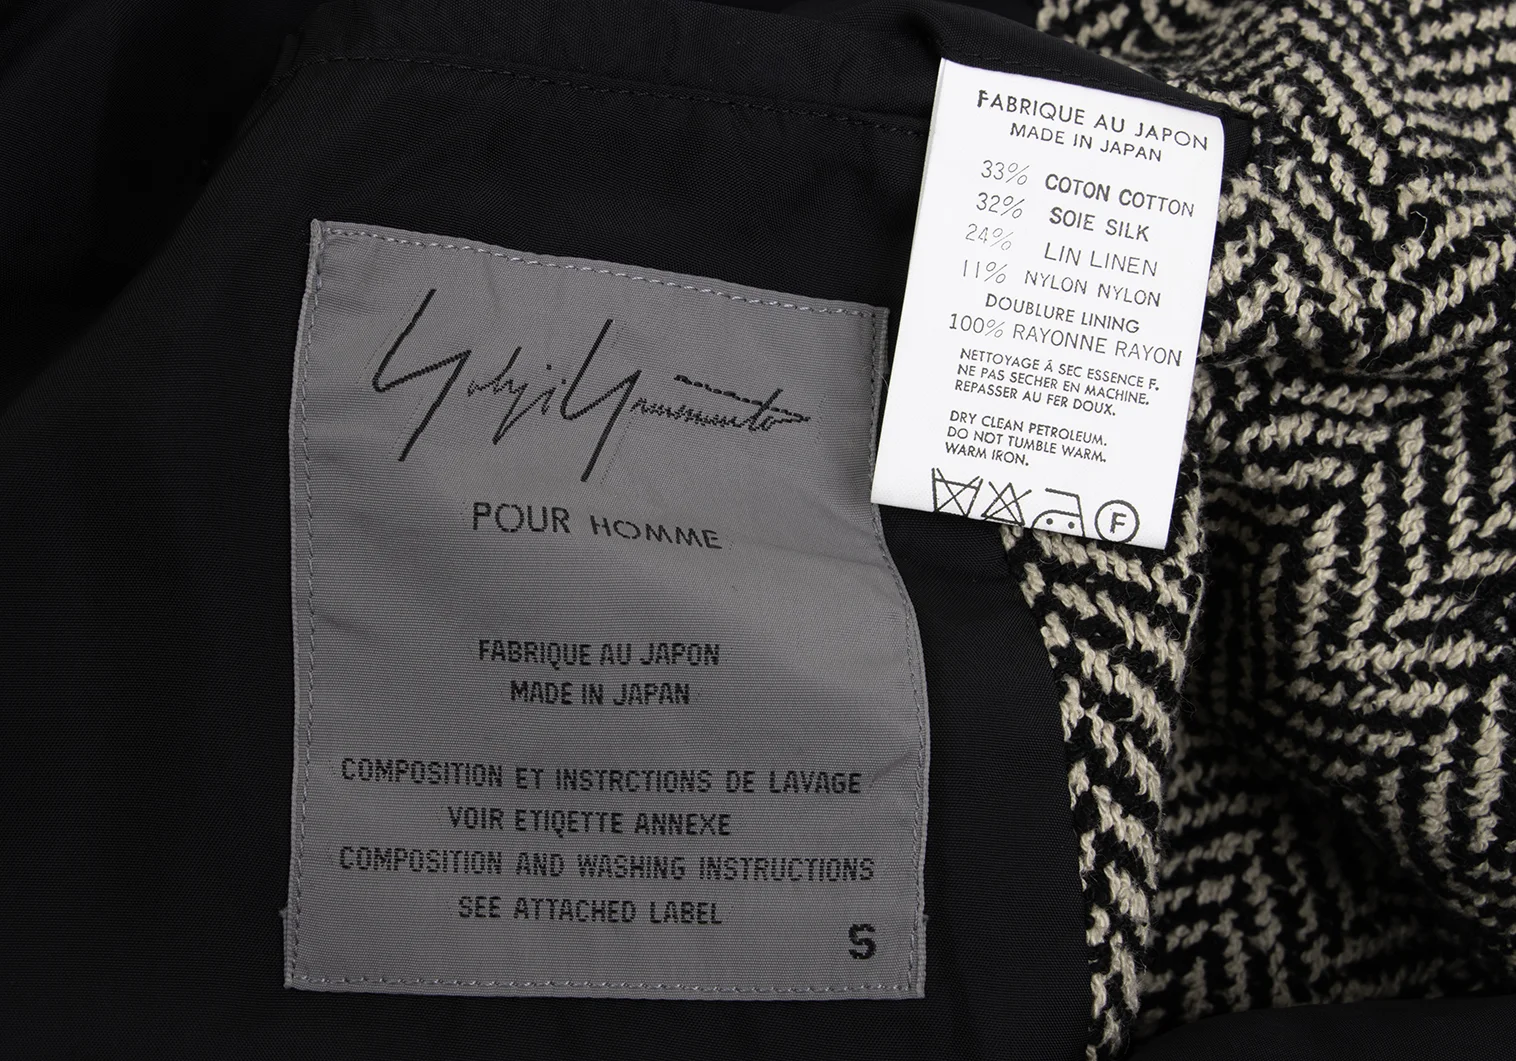 Yohji Yamamoto
POUR HOMME
FABRIQUE AU JAPON
MADE IN JAPAN
COMPOSITION ET INSTRCTIONS DE LAVAGE
VOIR ETIQETTE ANNEXE
COMPOSITION AND WASHING INSTRUCTIONS
SEE ATTACHED LABEL
S
FABRIQUE AU JAPON
MADE IN JAPAN
33% COTON COTTON
32% SOIE SILK
24% LIN LINEN
11% NYLON NYLON
DOUBLURE LINING
100% RAYONNE RAYON
NETTOYAGE Á SEC ESSENCE F.
NE PAS SECHER EN MACHINE.
REPASSER AU FER DOUX.
DRY CLEAN PETROLEUM.
DO NOT TUMBLE WARM.
WARM IRON.
F